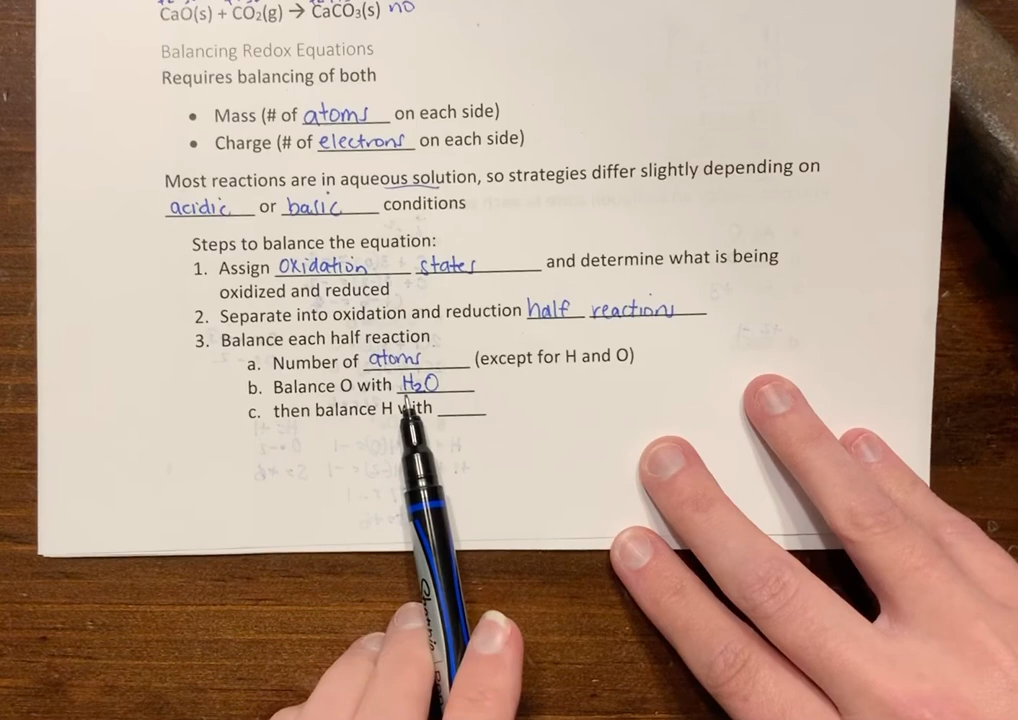 CaO(s) + CO₂(g) → CaCO₃(s) no
Balancing Redox Equations
Requires balancing of both
• Mass (# of atoms on each side)
• Charge (# of electrons on each side)
Most reactions are in aqueous solution, so strategies differ slightly depending on
acidic or basic conditions
Steps to balance the equation:
1. Assign oxidation states and determine what is being
oxidized and reduced
2. Separate into oxidation and reduction half reactions
3. Balance each half reaction
a. Number of atoms (except for H and O)
b. Balance O with H₂O
c. then balance H with ____